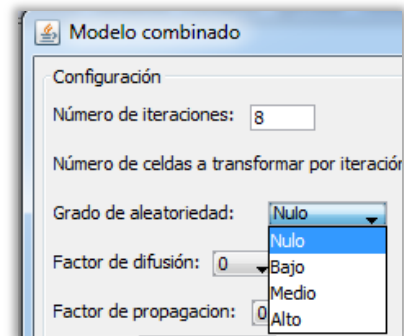 Modelo combinado
Configuración
Número de iteraciones: 8
Número de celdas a transformar por iteración
Grado de aleatoriedad: Nulo
Nulo
Factor de difusión: 0
Bajo
Medio
Factor de propagacion: 0
Alto